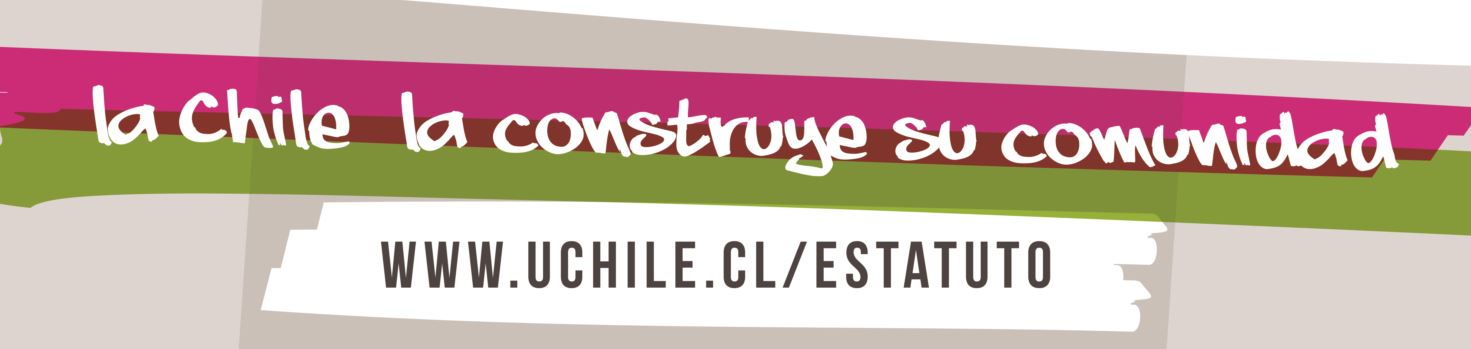 la Chile la construye su comunidad
WWW.UCHILE.CL/ESTATUTO